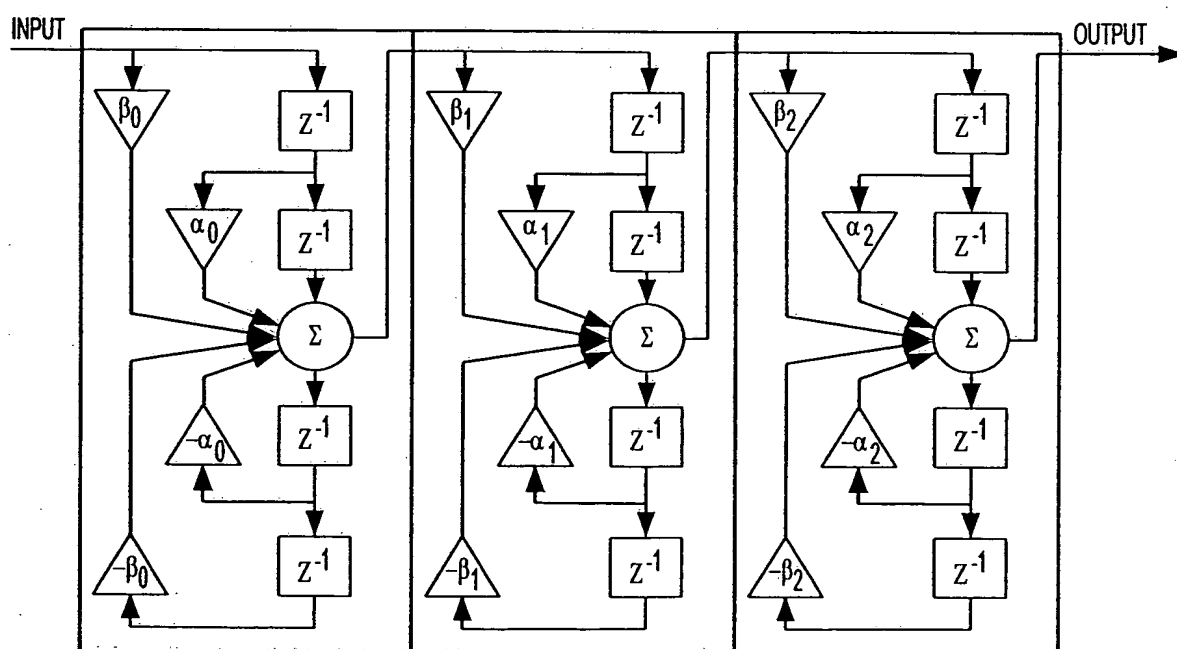 INPUT
OUTPUT
β₀ Z⁻¹ β₁ Z⁻¹ β₂ Z⁻¹
α₀ Z⁻¹ α₁ Z⁻¹ α₂ Z⁻¹
Σ Σ Σ
-α₀ Z⁻¹ -α₁ Z⁻¹ -α₂ Z⁻¹
-β₀ Z⁻¹ -β₁ Z⁻¹ -β₂ Z⁻¹